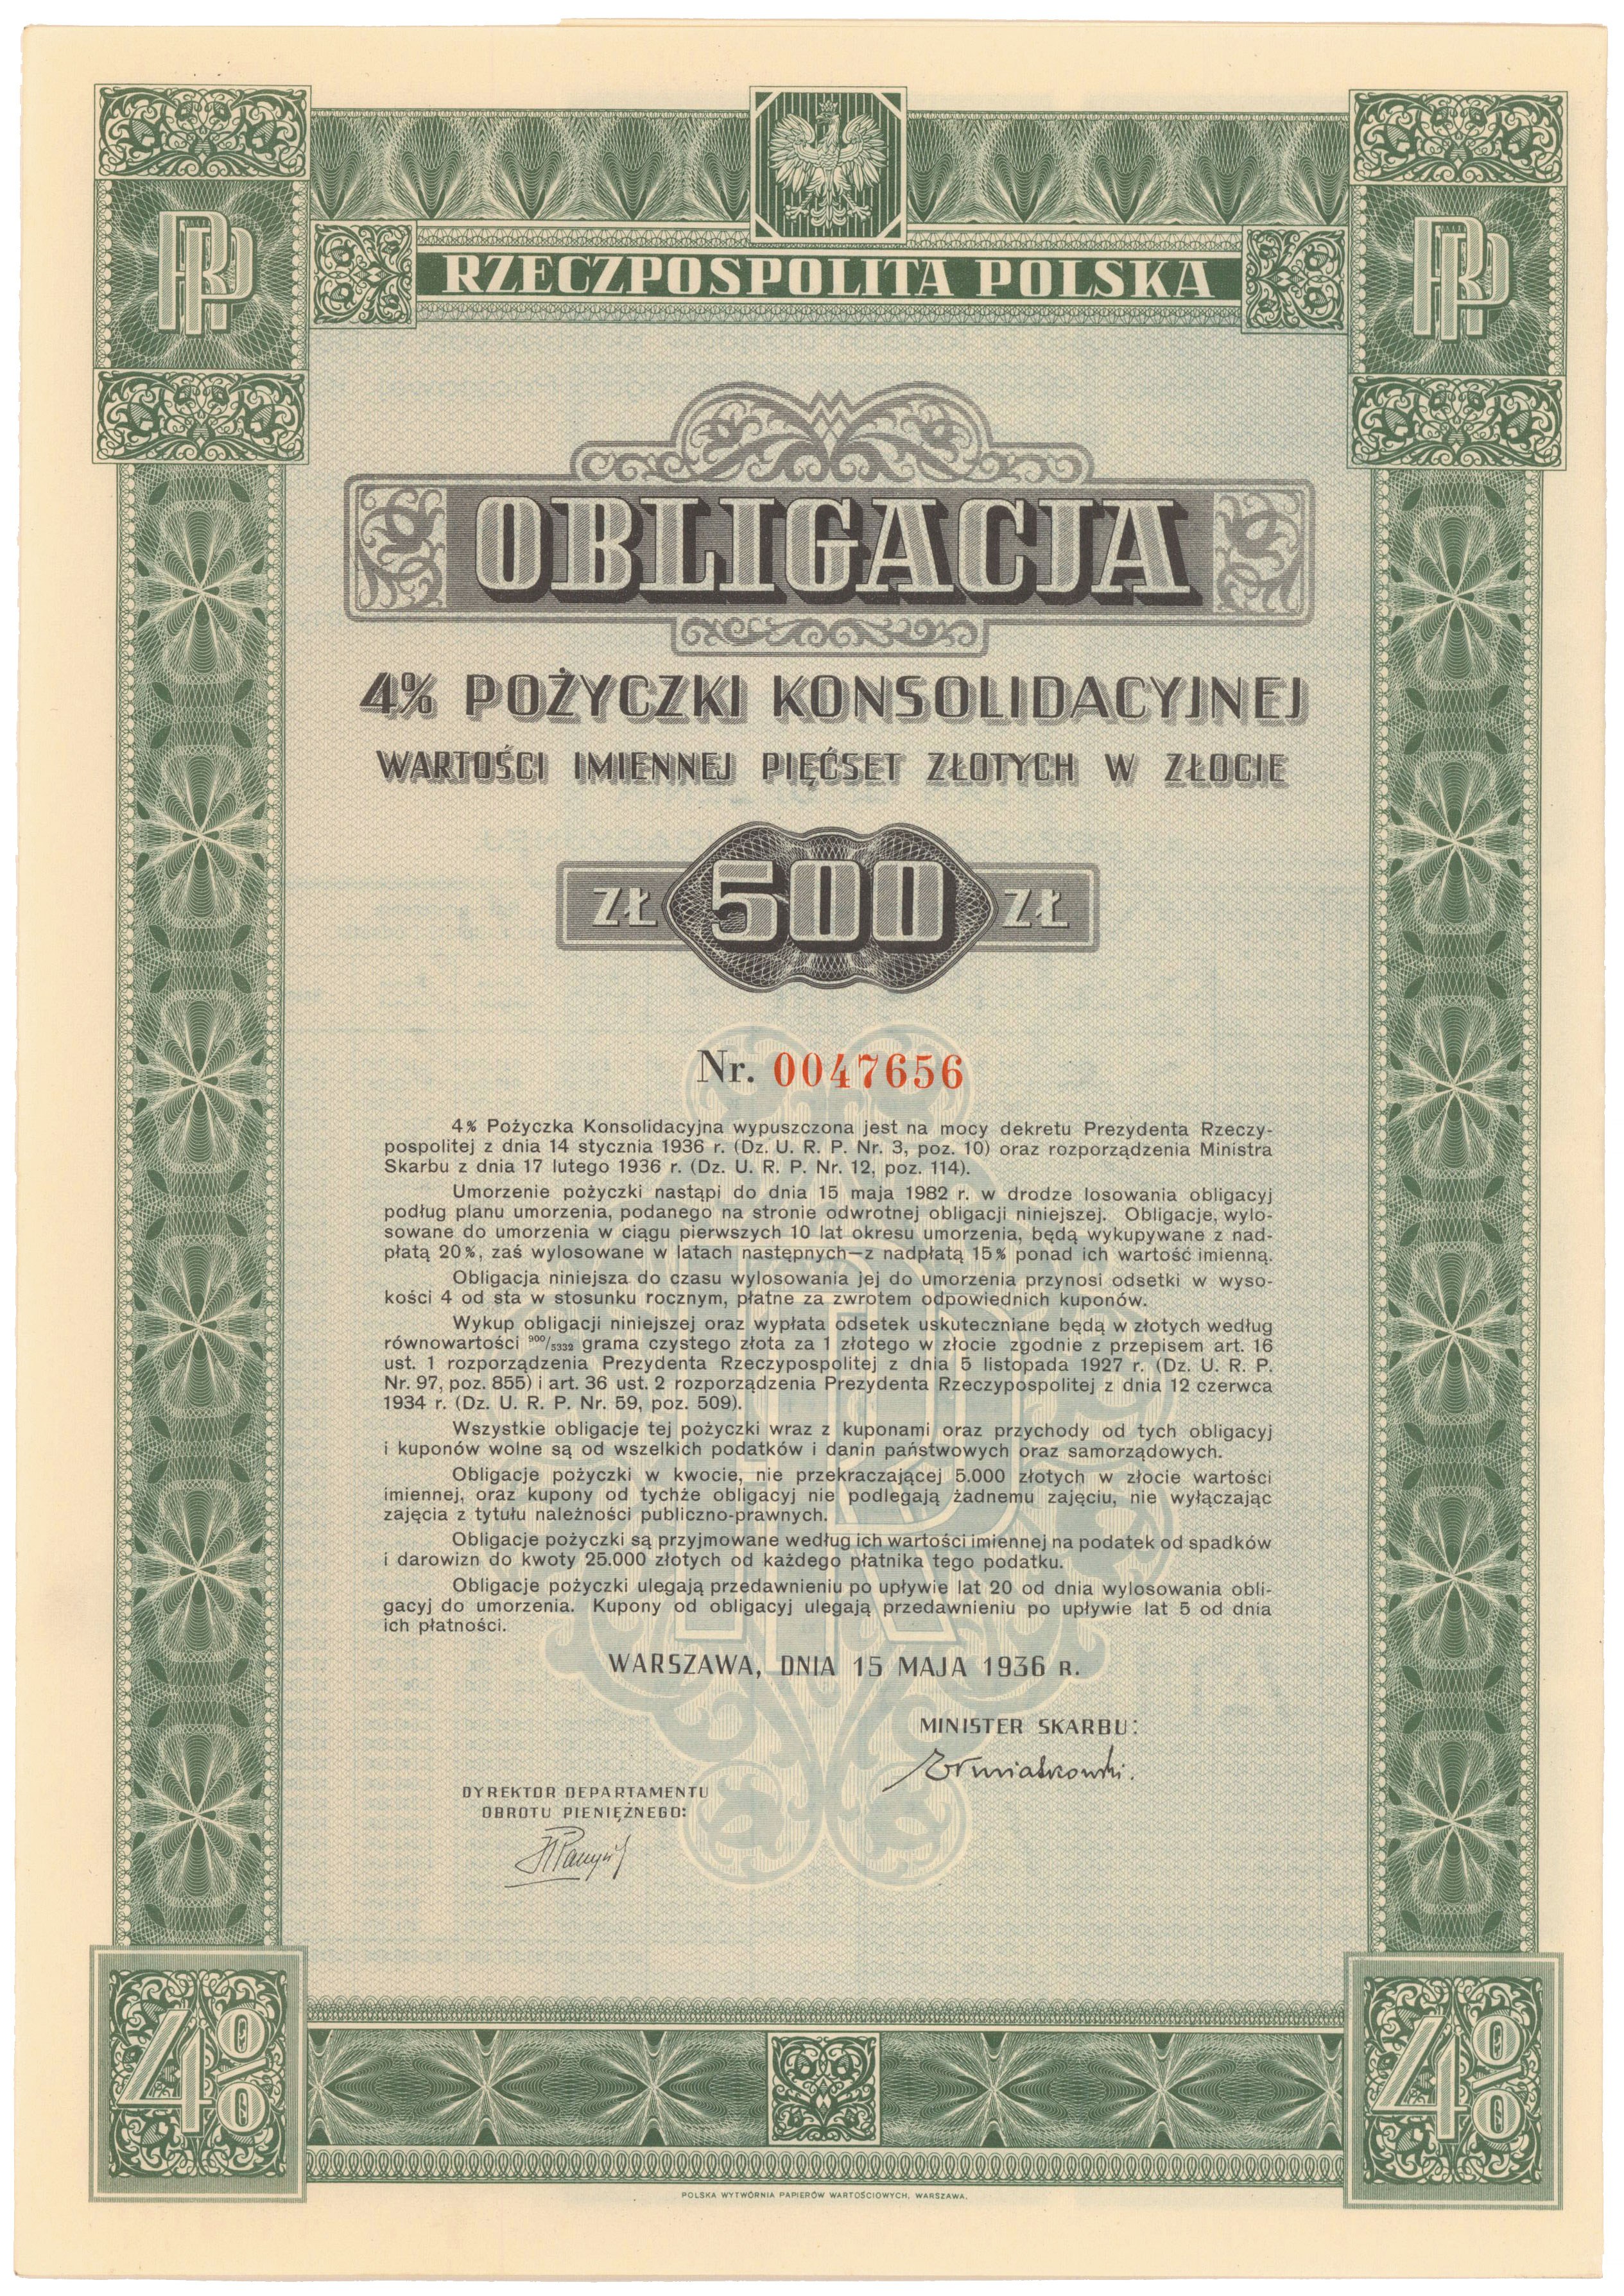 RP
RP
RZECZPOSPOLITA POLSKA
OBLIGACJA
4% POŻYCZKI KONSOLIDACYJNEJ
WARTOŚCI IMIENNEJ PIĘĆSET ZŁOTYCH W ZŁOCIE
ZŁ 500 ZŁ
Nr. 0047656
4% Pożyczka Konsolidacyjna wypuszczona jest na mocy dekretu Prezydenta Rzeczy-
pospolitej z dnia 14 stycznia 1936 r. (Dz. U. R. P. Nr. 3, poz. 10) oraz rozporządzenia Ministra
Skarbu z dnia 17 lutego 1936 r. (Dz. U. R. P. Nr. 12, poz. 114).
Umorzenie pożyczki nastąpi do dnia 15 maja 1982 r. w drodze losowania obligacyj
podług planu umorzenia, podanego na stronie odwrotnej obligacji niniejszej. Obligacje, wylo-
sowane do umorzenia w ciągu pierwszych 10 lat okresu umorzenia, będą wykupywane z nad-
płatą 20%, zaś wylosowane w latach następnych—z nadpłatą 15% ponad ich wartość imienną.
Obligacja niniejsza do czasu wylosowania jej do umorzenia przynosi odsetki w wyso-
kości 4 od sta w stosunku rocznym, płatne za zwrotem odpowiednich kuponów.
Wykup obligacji niniejszej oraz wypłata odsetek uskuteczniane będą w złotych według
równowartości 900/5332 grama czystego złota za 1 złotego w złocie zgodnie z przepisem art. 16
ust. 1 rozporządzenia Prezydenta Rzeczypospolitej z dnia 5 listopada 1927 r. (Dz. U. R. P.
Nr. 97, poz. 855) i art. 36 ust. 2 rozporządzenia Prezydenta Rzeczypospolitej z dnia 12 czerwca
1934 r. (Dz. U. R. P. Nr. 59, poz. 509).
Wszystkie obligacje tej pożyczki wraz z kuponami oraz przychody od tych obligacyj
i kuponów wolne są od wszelkich podatków i danin państwowych oraz samorządowych.
Obligacje pożyczki w kwocie, nie przekraczającej 5.000 złotych w złocie wartości
imiennej, oraz kupony od tychże obligacyj nie podlegają żadnemu zajęciu, nie wyłączając
zajęcia z tytułu należności publiczno-prawnych.
Obligacje pożyczki są przyjmowane według ich wartości imiennej na podatek od spadków
i darowizn do kwoty 25.000 złotych od każdego płatnika tego podatku.
Obligacje pożyczki ulegają przedawnieniu po upływie lat 20 od dnia wylosowania obli-
gacyj do umorzenia. Kupony od obligacyj ulegają przedawnieniu po upływie lat 5 od dnia
ich płatności.
WARSZAWA, DNIA 15 MAJA 1936 R.
MINISTER SKARBU:
DYREKTOR DEPARTAMENTU
OBROTU PIENIĘŻNEGO:
4%
4%
POLSKA WYTWÓRNIA PAPIERÓW WARTOŚCIOWYCH, WARSZAWA.